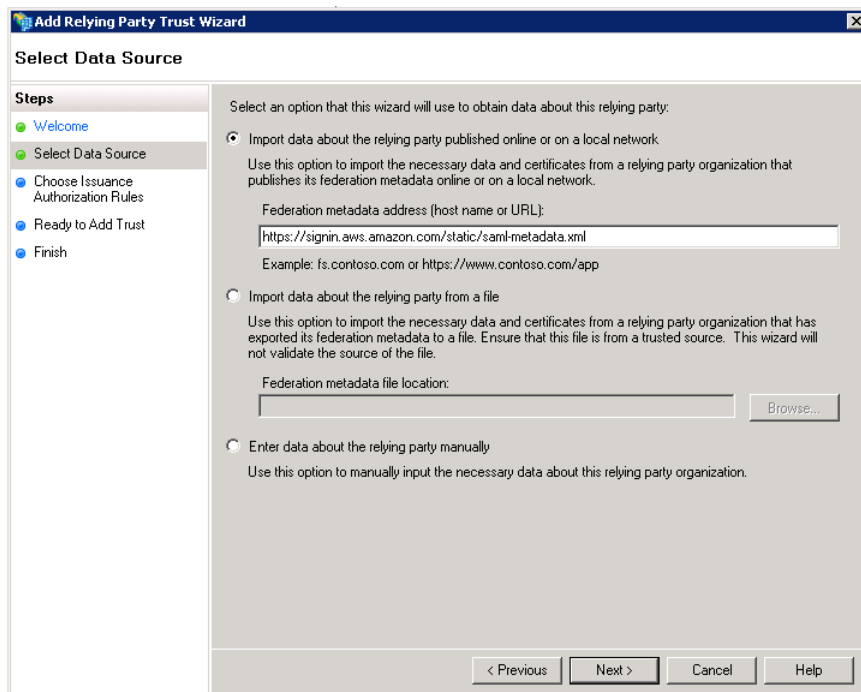 Add Relying Party Trust Wizard
Select Data Source
Steps
Welcome
Select Data Source
Choose Issuance
Authorization Rules
Ready to Add Trust
Finish
Select an option that this wizard will use to obtain data about this relying party:
Import data about the relying party published online or on a local network
Use this option to import the necessary data and certificates from a relying party organization that
publishes its federation metadata online or on a local network.
Federation metadata address (host name or URL):
https://signin.aws.amazon.com/static/saml-metadata.xml
Example: fs.contoso.com or https://www.contoso.com/app
Import data about the relying party from a file
Use this option to import the necessary data and certificates from a relying party organization that has
exported its federation metadata to a file. Ensure that this file is from a trusted source.  This wizard will
not validate the source of the file.
Federation metadata file location:
Browse...
Enter data about the relying party manually
Use this option to manually input the necessary data about this relying party organization.
< Previous
Next >
Cancel
Help